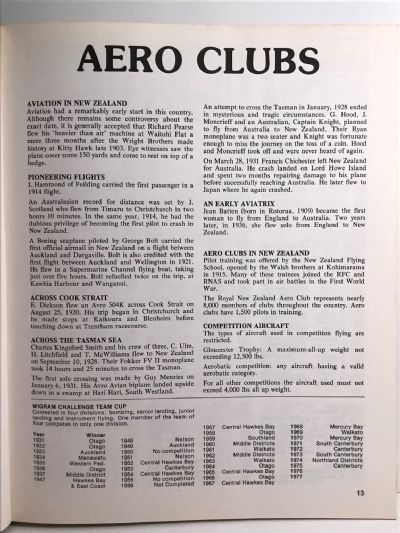 AERO CLUBS
AVIATION IN NEW ZEALAND
Aviation had a remarkably early start in this country.
Although there remains some controversy about the
exact date, it is generally accepted that Richard Pearse
flew his 'heavier than air' machine at Waitohi Flat a
mere three months after the Wright Brothers made
history at Kitty Hawk late 1903. Eye witnesses saw the
plane cover some 150 yards and come to rest on top of a
hedge.
PIONEERING FLIGHTS
J. Hammond of Feilding carried the first passenger in a
1914 flight.
An Australasian record for distance was set by J.
Scotland who flew from Timaru to Christchurch in two
hours 10 minutes. In the same year, 1914, he had the
dubious privilege of becoming the first pilot to crash in
New Zealand.
A Boeing seaplane piloted by George Bolt carried the
first official airmail in New Zealand on a flight between
Auckland and Dargaville. Bolt is also credited with the
first flight between Auckland and Wellington in 1921.
He flew in a Supermarine Channel flying boat, taking
just over five hours. Bolt refuelled twice on the trip, at
Kawhia Harbour and Wanganui.
ACROSS COOK STRAIT
E. Dickson flew an Avro 504K across Cook Strait on
August 25, 1920. His trip began in Christchurch and
he made stops at Kaikoura and Blenheim before
touching down at Trentham racecourse.
ACROSS THE TASMAN SEA
Charles Kingsford Smith and his crew of three, C. Ulm,
H. Litchfield and T. McWilliams flew to New Zealand
on September 10, 1928. Their Fokker FV II monoplane
took 14 hours and 25 minutes to cross the Tasman.
The first solo crossing was made by Guy Menzies on
January 6, 1931. His Avro Avian biplane landed upside
down in a swamp at Hari Hari, South Westland.
An attempt to cross the Tasman in January, 1928 ended
in mysterious and tragic circumstances. G. Hood, J.
Moncrieff and an Australian, Captain Knight, planned
to fly from Australia to New Zealand. Their Ryan
monoplane was a two seater and Knight was fortunate
enough to miss the journey on the toss of a coin. Hood
and Moncrieff took off and were never heard of again.
On March 28, 1931 Francis Chichester left New Zealand
for Australia. He crash landed on Lord Howe Island
and spent two months repairing damage to his plane
before successfully reaching Australia. He later flew to
Japan where he again crashed.
AN EARLY AVIATRIX
Jean Batten (born in Rotorua, 1909) became the first
woman to fly from England to Australia. Two years
later, in 1936, she flew solo from England to New
Zealand.
AERO CLUBS IN NEW ZEALAND
Pilot training was offered by the New Zealand Flying
School, opened by the Walsh brothers at Kohimarama
in 1915. Many of these trainees joined the RFC and
RNAS and took part in air battles in the First World
War.
The Royal New Zealand Aero Club represents nearly
8,000 members of clubs throughout the country. Aero
clubs have 1,500 pilots in training.
COMPETITION AIRCRAFT
The types of aircraft used in competition flying are
restricted.
Gloucester Trophy: A maximum-all-up weight not
exceeding 12,500 lbs.
Aerobatic competition: any aircraft having a valid
aerobatic category.
For all other competitions the aircraft used must not
exceed 4,000 lbs all up weight.
WIGRAM CHALLENGE TEAM CUP
Contested in four divisions: bombing, senior landing, junior
landing and instrument flying. One member of the team of
four competes in only one division.
Year Winner
1931 Otago
1932 Otago
1933 Auckland
1934 Manawatu
1935 Western Fed.
1936 Otago
1937 Middle District
1947 Hawkes Bay
& East Coast
1948 Nelson
1949 Auckland
1950 No competition
1951 Nelson
1952 Central Hawkes Bay
1953 Canterbury
1954 Central Hawkes Bay
1955 No competition
1956 Not Completed
1957 Central Hawkes Bay
1958 Otago
1959 Southland
1960 Middle Districts
1961 Waikato
1962 Middle Districts
1963 Waikato
1964 Otago
1965 Central Hawkes Bay
1966 Otago
1967 Central Hawkes Bay
1968 Mercury Bay
1969 Waikato
1970 Mercury Bay
1971 South Canterbury
1972 Canterbury
1973 South Canterbury
1974 Northland Districts
1975 Canterbury
1976
1977
13